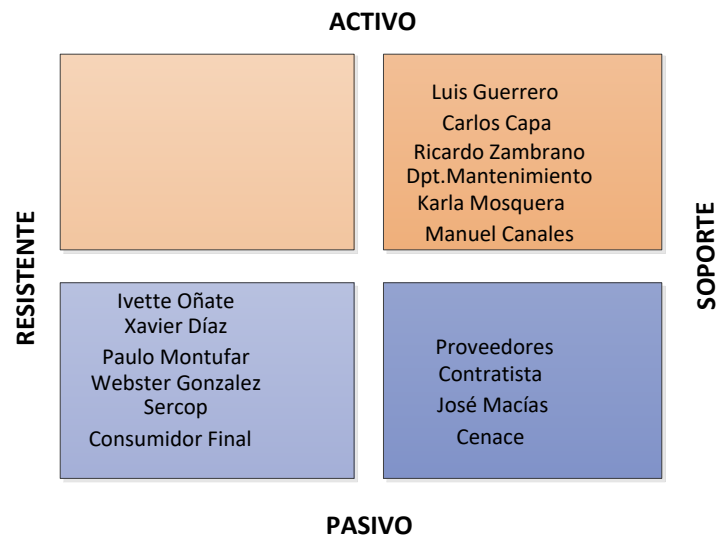 ACTIVO
Luis Guerrero
Carlos Capa
Ricardo Zambrano
Dpt.Mantenimiento
Karla Mosquera
Manuel Canales
RESISTENTE
SOPORTE
Ivette Oñate
Xavier Díaz
Paulo Montufar
Webster Gonzalez
Sercop
Consumidor Final
Proveedores
Contratista
José Macías
Cenace
PASIVO